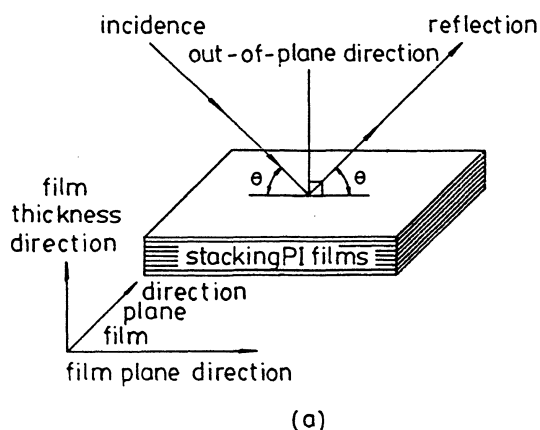 incidence
reflection
out-of-plane direction
θ
θ
film
thickness
direction
stackingPI films
direction
plane
film
film plane direction
(a)